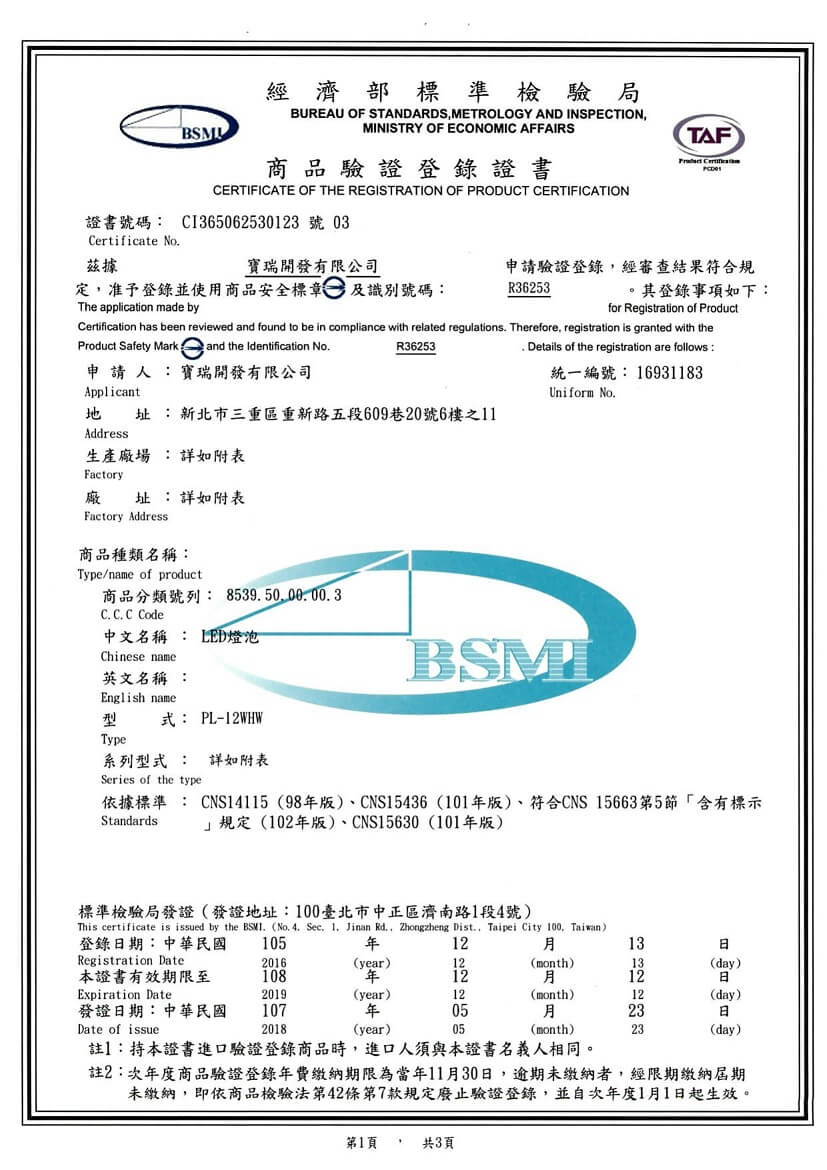 經濟部標準檢驗局
BUREAU OF STANDARDS,METROLOGY AND INSPECTION,
MINISTRY OF ECONOMIC AFFAIRS
BSMI
TAF
Product Certification
PCD01
商品驗證登錄證書
CERTIFICATE OF THE REGISTRATION OF PRODUCT CERTIFICATION
證書號碼： CI365062530123 號 03
Certificate No.
茲據 寶瑞開發有限公司 申請驗證登錄，經審查結果符合規
定，准予登錄並使用商品安全標章 及識別號碼： R36253 。其登錄事項如下：
The application made by for Registration of Product
Certification has been reviewed and found to be in compliance with related regulations. Therefore, registration is granted with the
Product Safety Mark and the Identification No. R36253 . Details of the registration are follows :
申請人 ：寶瑞開發有限公司 統一編號：16931183
Applicant Uniform No.
地址 ：新北市三重區重新路五段609巷20號6樓之11
Address
生產廠場 ：詳如附表
Factory
廠址 ：詳如附表
Factory Address
商品種類名稱：
Type/name of product
商品分類號列： 8539.50.00.00.3
C.C.C Code
中文名稱 ： LED燈泡
Chinese name
英文名稱 ：
English name
型式： PL-12WHW
Type
系列型式 ： 詳如附表
Series of the type
依據標準 ： CNS14115 (98年版)、CNS15436 (101年版)、符合CNS 15663第5節「含有標示
Standards 」規定 (102年版)、CNS15630 (101年版)
BSMI
標準檢驗局發證（發證地址：100臺北市中正區濟南路1段4號）
This certificate is issued by the BSMI. (No.4, Sec. 1, Jinan Rd., Zhongzheng Dist., Taipei City 100, Taiwan)
登錄日期：中華民國 105 年 12 月 13 日
Registration Date 2016 (year) 12 (month) 13 (day)
本證書有效期限至 108 年 12 月 12 日
Expiration Date 2019 (year) 12 (month) 12 (day)
發證日期：中華民國 107 年 05 月 23 日
Date of issue 2018 (year) 05 (month) 23 (day)
註1：持本證書進口驗證登錄商品時，進口人須與本證書名義人相同。
註2：次年度商品驗證登錄年費繳納期限為當年11月30日，逾期未繳納者，經限期繳納屆期
未繳納，即依商品檢驗法第42條第7款規定廢止驗證登錄，並自次年度1月1日起生效。
第1頁 ， 共3頁